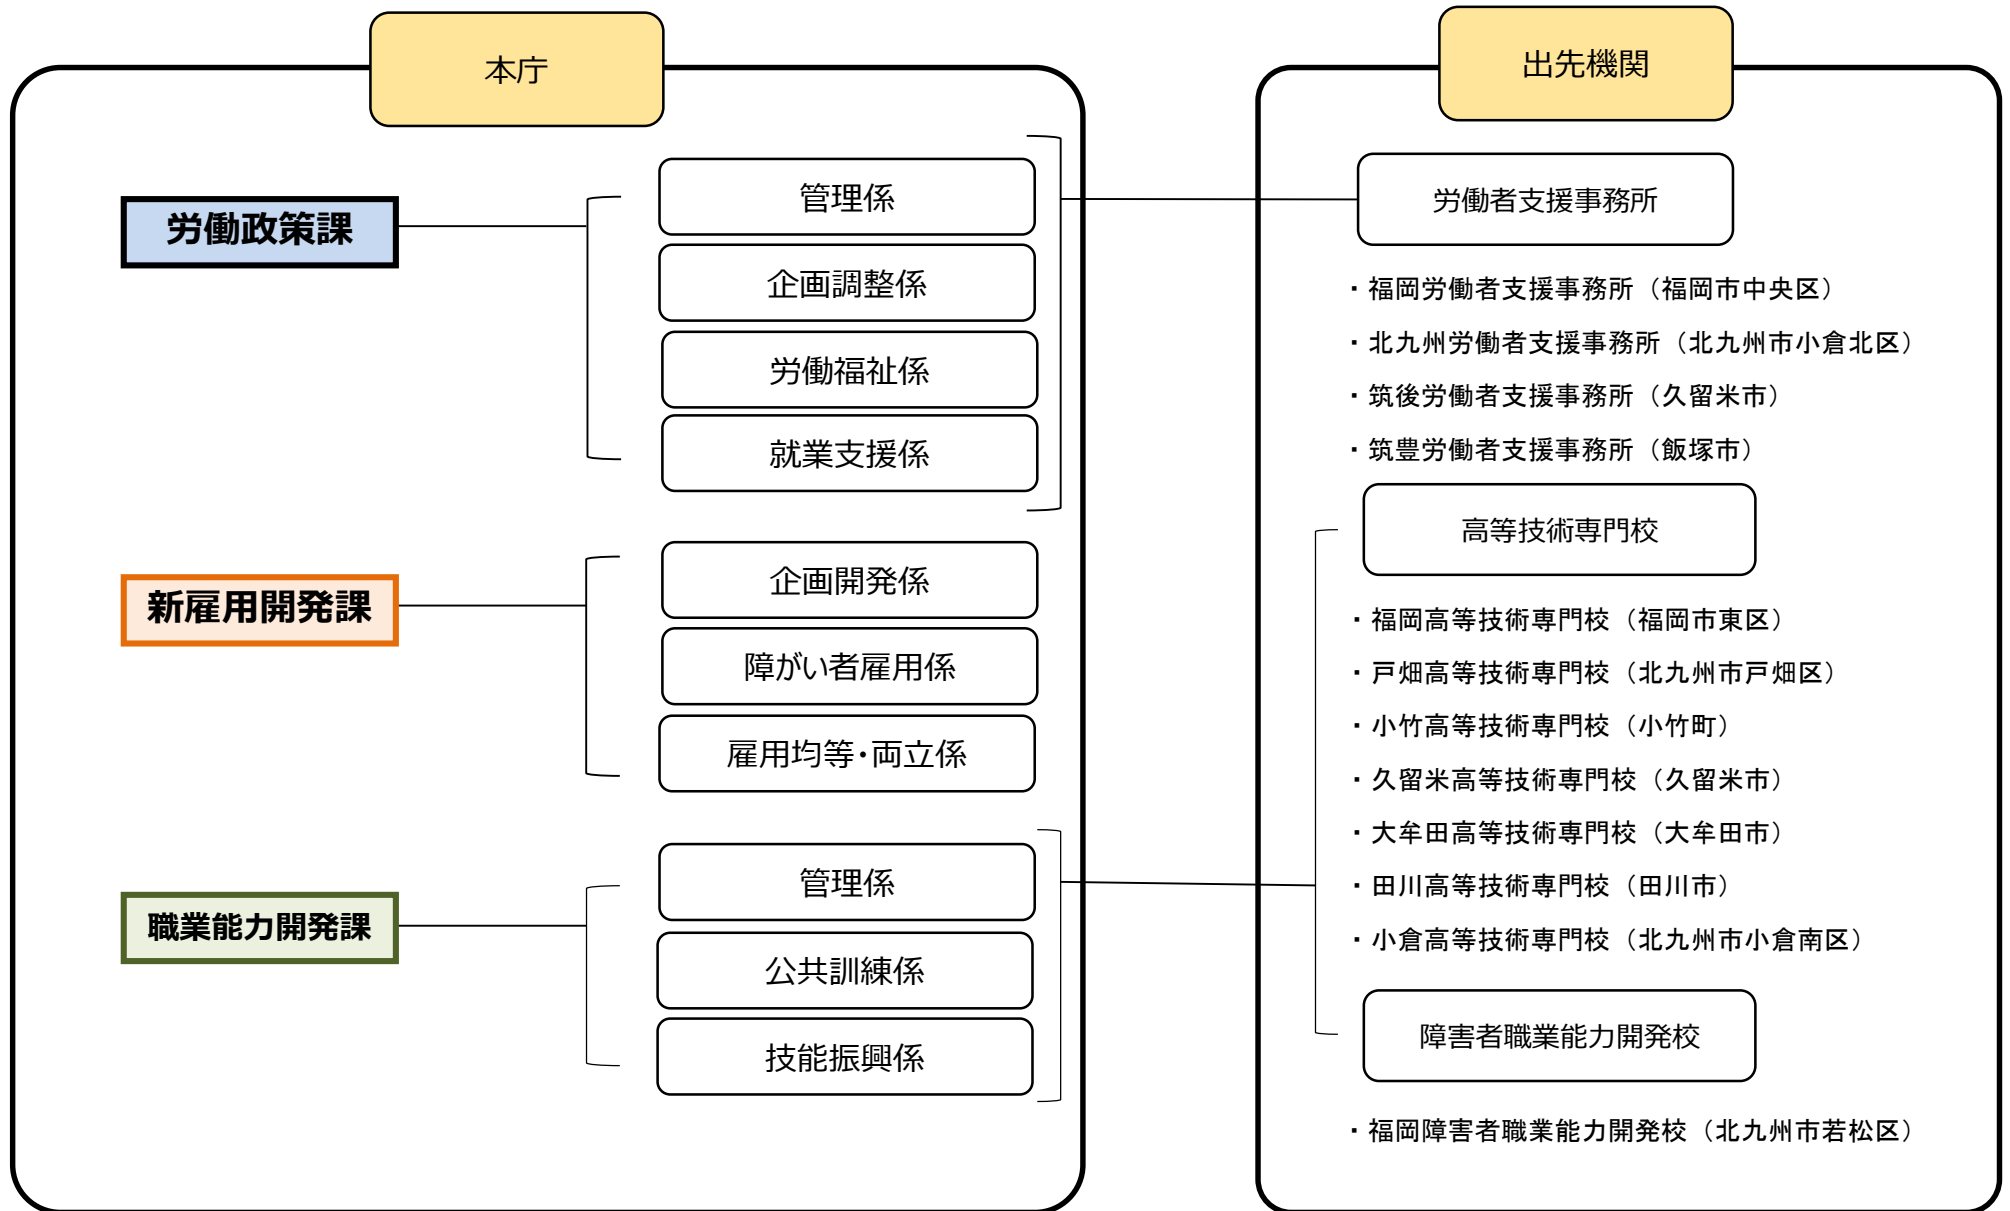 本庁
労働政策課
管理係
企画調整係
労働福祉係
就業支援係
新雇用開発課
企画開発係
障がい者雇用係
雇用均等・両立係
職業能力開発課
管理係
公共訓練係
技能振興係
出先機関
労働者支援事務所
・福岡労働者支援事務所（福岡市中央区）
・北九州労働者支援事務所（北九州市小倉北区）
・筑後労働者支援事務所（久留米市）
・筑豊労働者支援事務所（飯塚市）
高等技術専門校
・福岡高等技術専門校（福岡市東区）
・戸畑高等技術専門校（北九州市戸畑区）
・小竹高等技術専門校（小竹町）
・久留米高等技術専門校（久留米市）
・大牟田高等技術専門校（大牟田市）
・田川高等技術専門校（田川市）
・小倉高等技術専門校（北九州市小倉南区）
障害者職業能力開発校
・福岡障害者職業能力開発校（北九州市若松区）